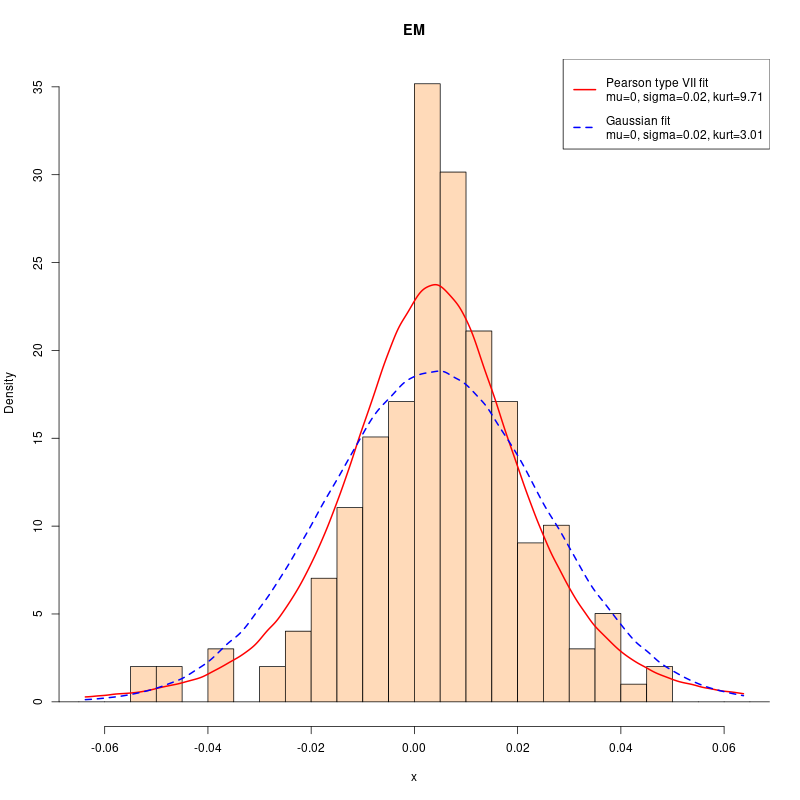 EM
Pearson type VII fit
mu=0, sigma=0.02, kurt=9.71
Gaussian fit
mu=0, sigma=0.02, kurt=3.01
Density
35
30
25
20
15
10
5
0
-0.06 -0.04 -0.02 0.00 0.02 0.04 0.06
x